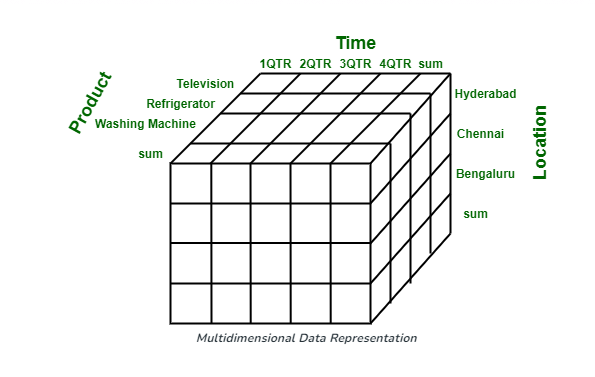 Time
1QTR 2QTR 3QTR 4QTR sum
Product
Television
Refrigerator
Washing Machine
sum
Hyderabad
Chennai
Bengaluru
sum
Location
Multidimensional Data Representation